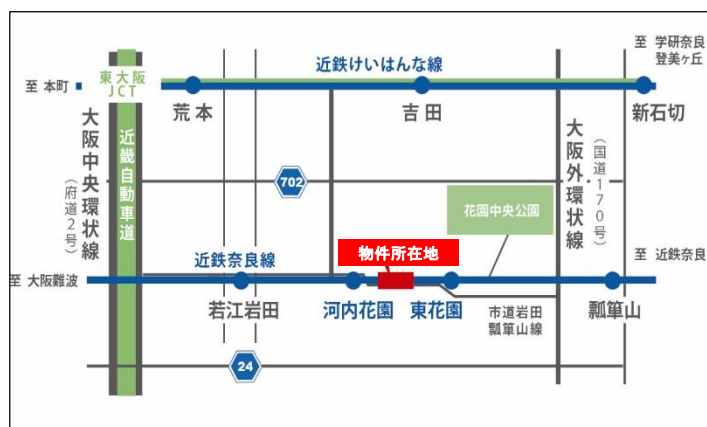 至 学研奈良
登美ヶ丘
近鉄けいはんな線
至 本町
東大阪
JCT
荒本
吉田
新石切
大阪中央環状線
（府道2号）
近畿自動車道
大阪外環状線
（国道170号）
702
花園中央公園
物件所在地
近鉄奈良線
至 近鉄奈良
至 大阪難波
若江岩田
河内花園
東花園
市道岩田
瓢箪山線
瓢箪山
24